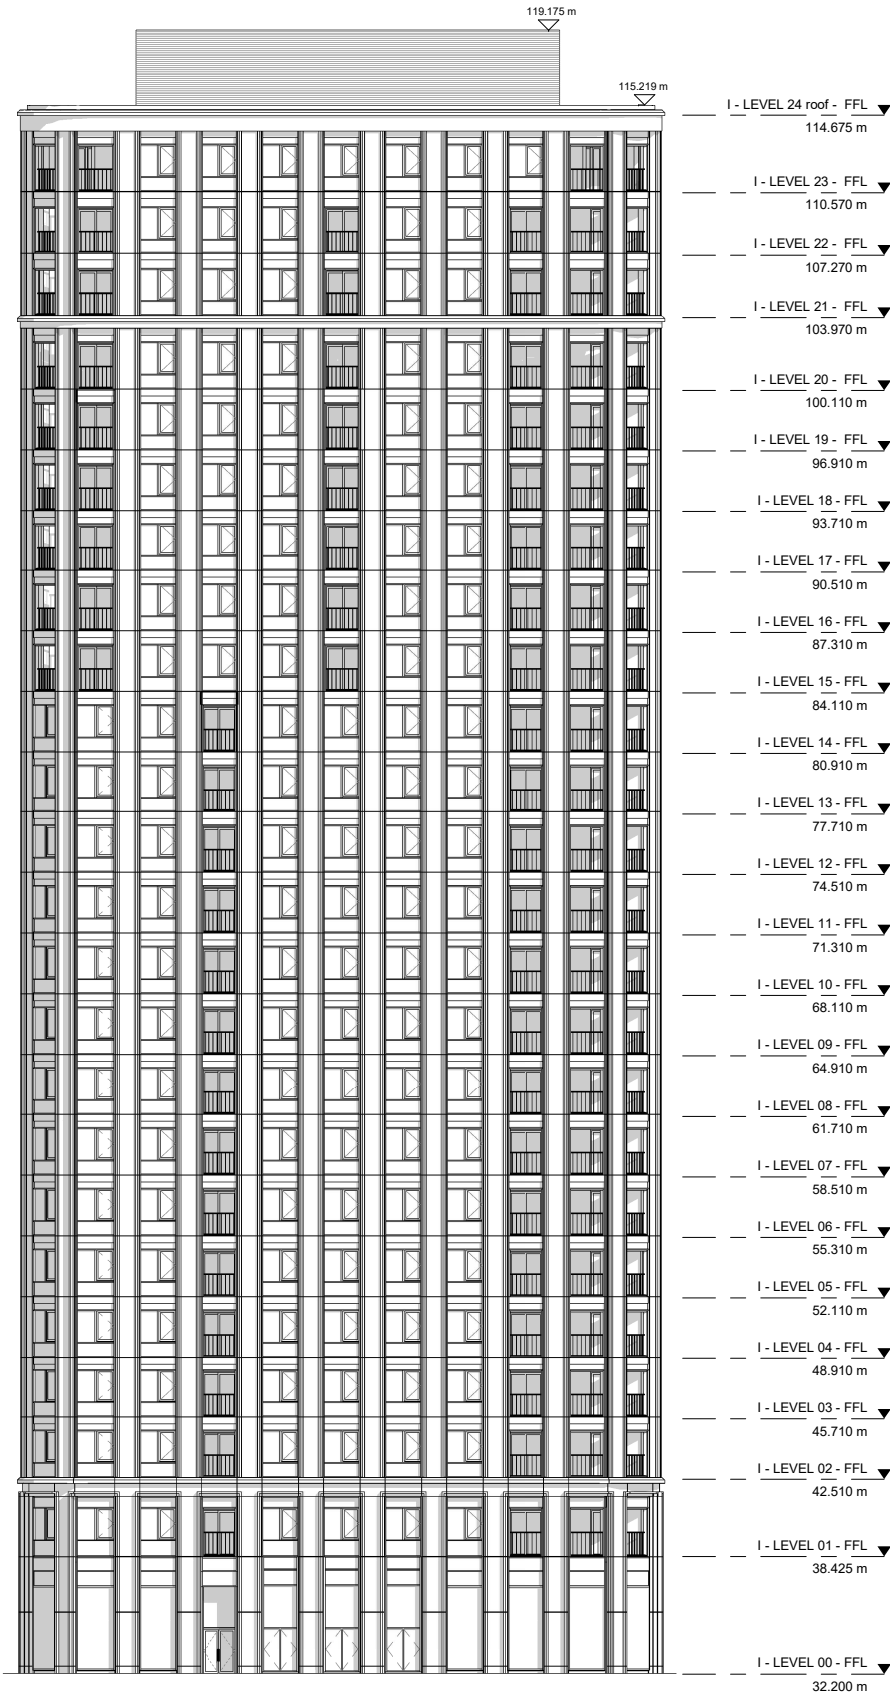 119.175 m
115.219 m
I - LEVEL 24 roof - FFL
114.675 m
I - LEVEL 23 - FFL
110.570 m
I - LEVEL 22 - FFL
107.270 m
I - LEVEL 21 - FFL
103.970 m
I - LEVEL 20 - FFL
100.110 m
I - LEVEL 19 - FFL
96.910 m
I - LEVEL 18 - FFL
93.710 m
I - LEVEL 17 - FFL
90.510 m
I - LEVEL 16 - FFL
87.310 m
I - LEVEL 15 - FFL
84.110 m
I - LEVEL 14 - FFL
80.910 m
I - LEVEL 13 - FFL
77.710 m
I - LEVEL 12 - FFL
74.510 m
I - LEVEL 11 - FFL
71.310 m
I - LEVEL 10 - FFL
68.110 m
I - LEVEL 09 - FFL
64.910 m
I - LEVEL 08 - FFL
61.710 m
I - LEVEL 07 - FFL
58.510 m
I - LEVEL 06 - FFL
55.310 m
I - LEVEL 05 - FFL
52.110 m
I - LEVEL 04 - FFL
48.910 m
I - LEVEL 03 - FFL
45.710 m
I - LEVEL 02 - FFL
42.510 m
I - LEVEL 01 - FFL
38.425 m
I - LEVEL 00 - FFL
32.200 m